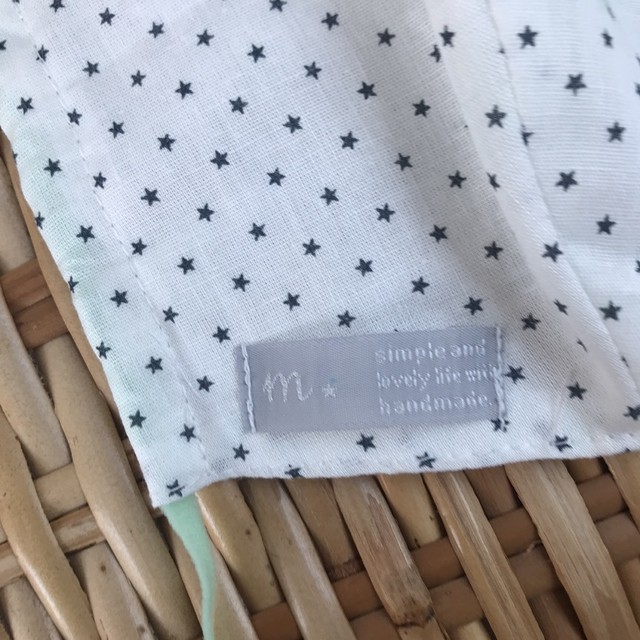 m
simple and
lovely life with
handmade.